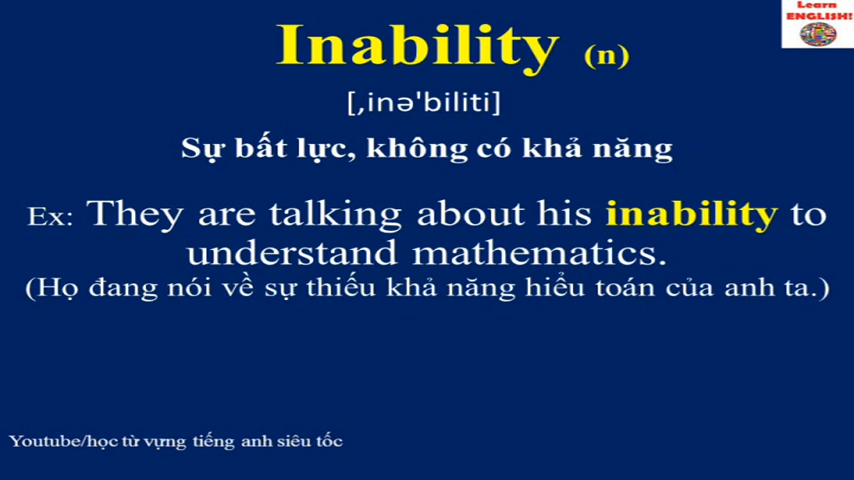 Learn
ENGLISH!
Inability (n)
[,inə'biliti]
Sự bất lực, không có khả năng
Ex: They are talking about his inability to
understand mathematics.
(Họ đang nói về sự thiếu khả năng hiểu toán của anh ta.)
Youtube/học từ vựng tiếng anh siêu tốc